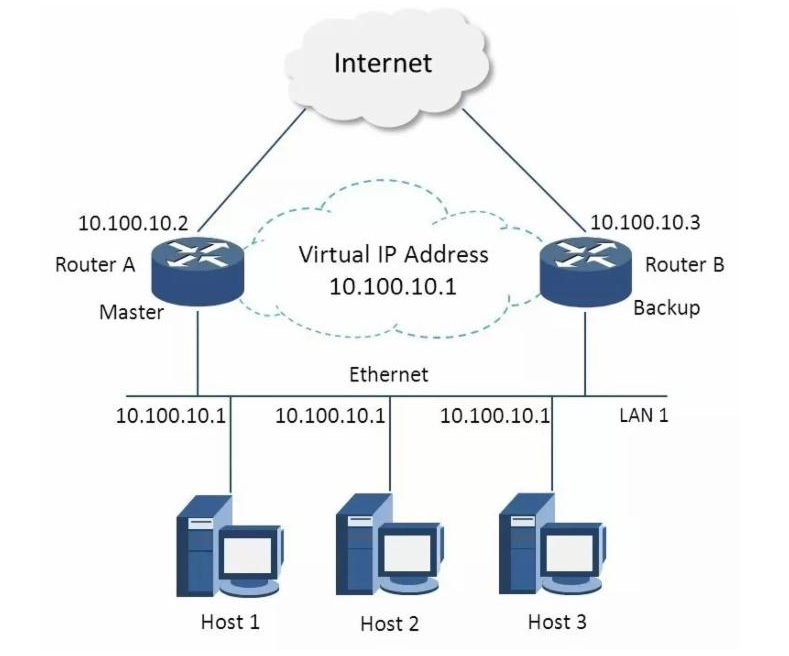 Internet
10.100.10.2
10.100.10.3
Router A
Virtual IP Address
10.100.10.1
Router B
Master
Backup
Ethernet
10.100.10.1
10.100.10.1
10.100.10.1
LAN 1
Host 1
Host 2
Host 3